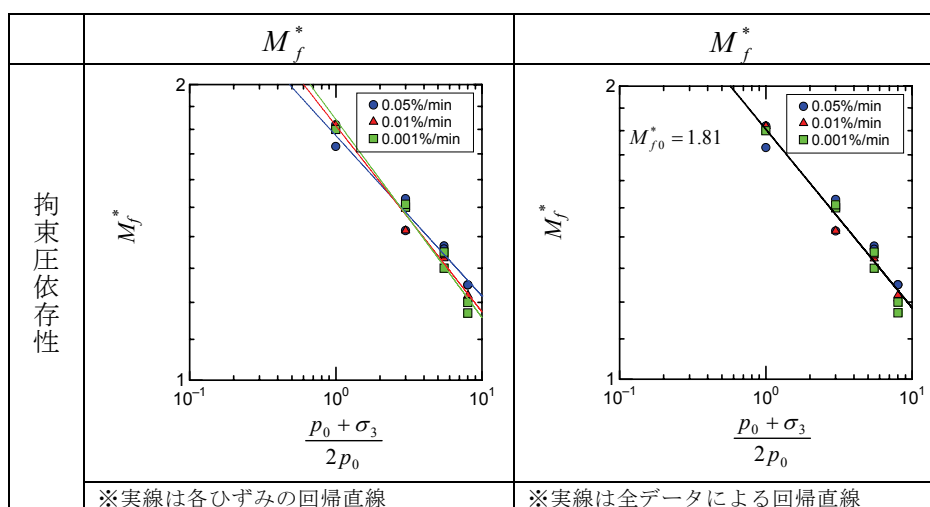 M*f
M*f
拘束圧依存性
2
0.05%/min
0.01%/min
0.001%/min
M*f
1
10⁻¹
10⁰
10¹
p0 + σ3
2p0
※実線は各ひずみの回帰直線
2
0.05%/min
0.01%/min
0.001%/min
M*f0 = 1.81
M*f
1
10⁻¹
10⁰
10¹
p0 + σ3
2p0
※実線は全データによる回帰直線